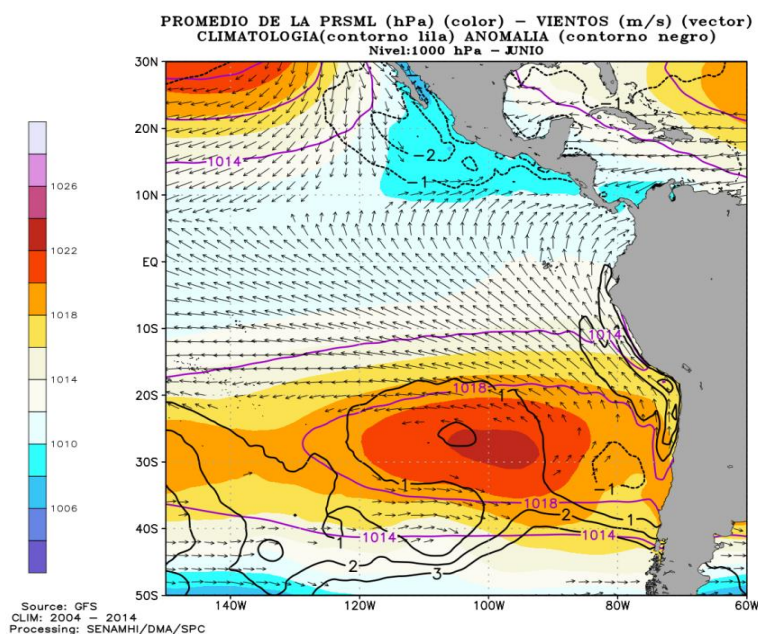 PROMEDIO DE LA PRSML (hPa) (color) – VIENTOS (m/s) (vector)
CLIMATOLOGIA(contorno lila) ANOMALIA (contorno negro)
Nivel:1000 hPa – JUNIO
30N
20N
10N
EQ
10S
20S
30S
40S
50S
140W
120W
100W
80W
60W
1026
1022
1018
1014
1010
1006
1014
-2
-1
-1
1014
1018
1
1
-1
1018
1014
1
2
1
1014
2
3
Source: GFS
CLIM: 2004 – 2014
Processing: SENAMHI/DMA/SPC